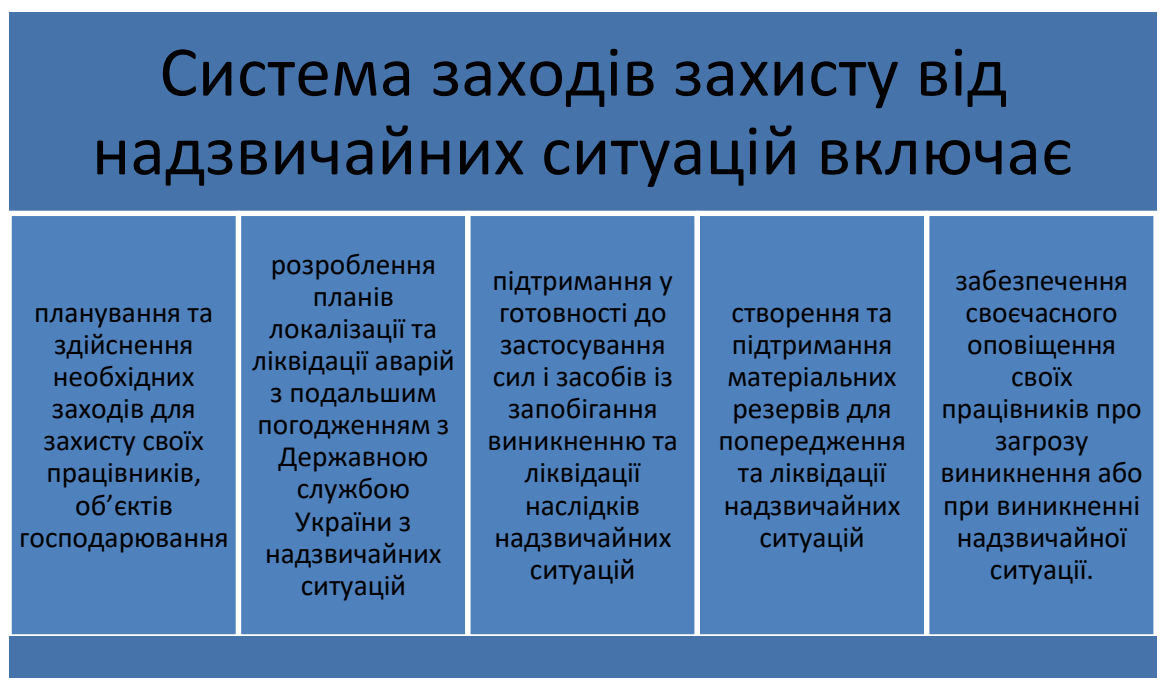 Система заходів захисту від
надзвичайних ситуацій включає
планування та
здійснення
необхідних
заходів для
захисту своїх
працівників,
об’єктів
господарювання
розроблення
планів
локалізації та
ліквідації аварій
з подальшим
погодженням з
Державною
службою
України з
надзвичайних
ситуацій
підтримання у
готовності до
застосування
сил і засобів із
запобігання
виникненню та
ліквідації
наслідків
надзвичайних
ситуацій
створення та
підтримання
матеріальних
резервів для
попередження
та ліквідації
надзвичайних
ситуацій
забезпечення
своєчасного
оповіщення
своїх
працівників про
загрозу
виникнення або
при виникненні
надзвичайної
ситуації.